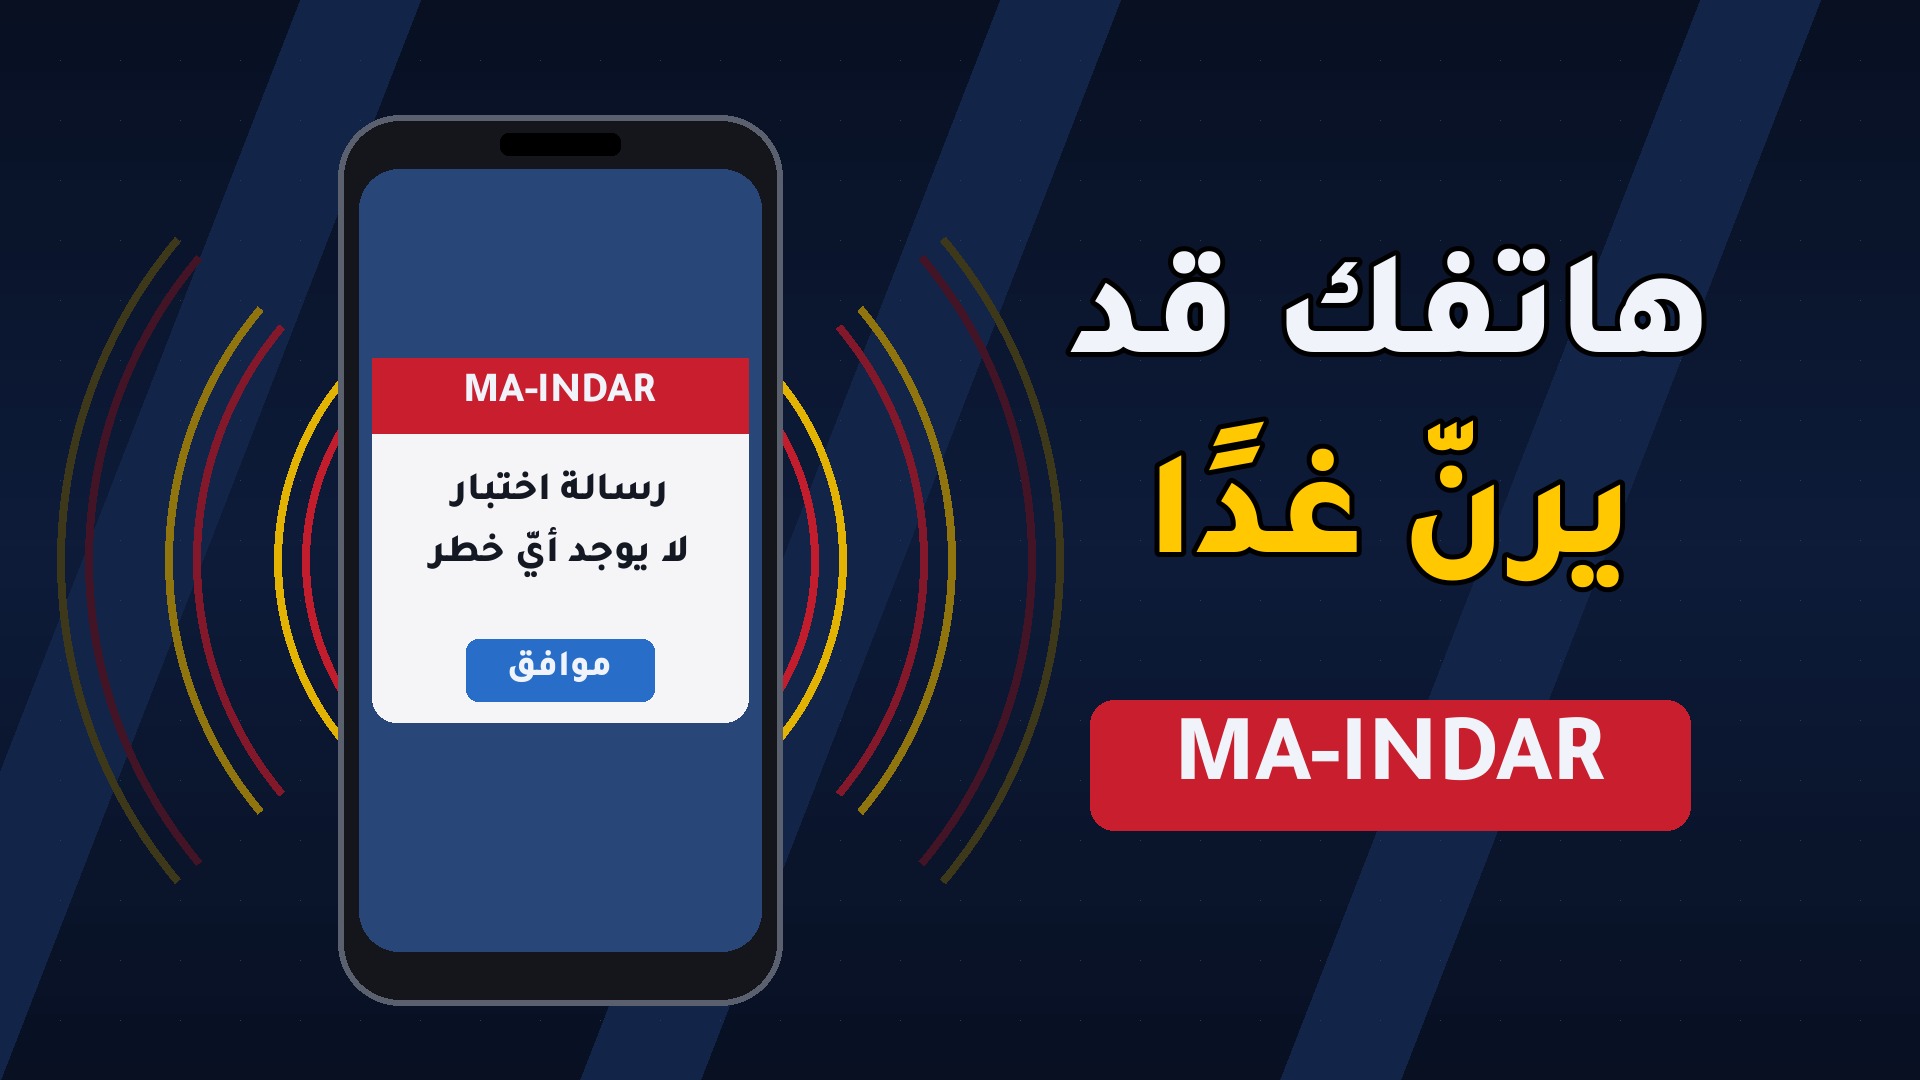 هاتفك قد
يرنّ غدًا
MA-INDAR
MA-INDAR
رسالة اختبار
لا يوجد أيّ خطر
موافق